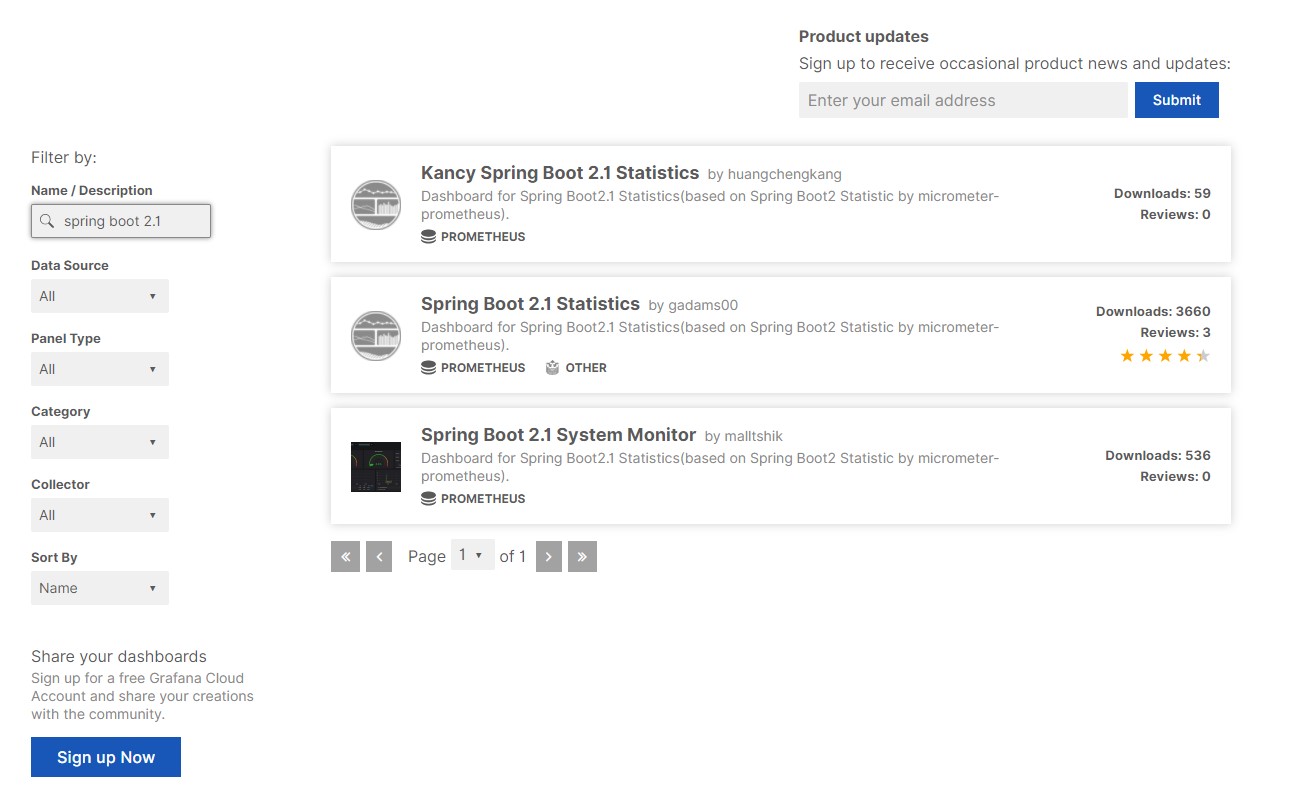 Product updates
Sign up to receive occasional product news and updates:
Enter your email address
Submit
Filter by:
Name / Description
spring boot 2.1
Data Source
All
Panel Type
All
Category
All
Collector
All
Sort By
Name
Share your dashboards
Sign up for a free Grafana Cloud
Account and share your creations
with the community.
Sign up Now
Kancy Spring Boot 2.1 Statistics by huangchengkang
Dashboard for Spring Boot2.1 Statistics(based on Spring Boot2 Statistic by micrometer-
prometheus).
PROMETHEUS
Downloads: 59
Reviews: 0
Spring Boot 2.1 Statistics by gadams00
Dashboard for Spring Boot2.1 Statistics(based on Spring Boot2 Statistic by micrometer-
prometheus).
PROMETHEUS OTHER
Downloads: 3660
Reviews: 3
Spring Boot 2.1 System Monitor by malltshik
Dashboard for Spring Boot2.1 Statistics(based on Spring Boot2 Statistic by micrometer-
prometheus).
PROMETHEUS
Downloads: 536
Reviews: 0
Page 1 of 1